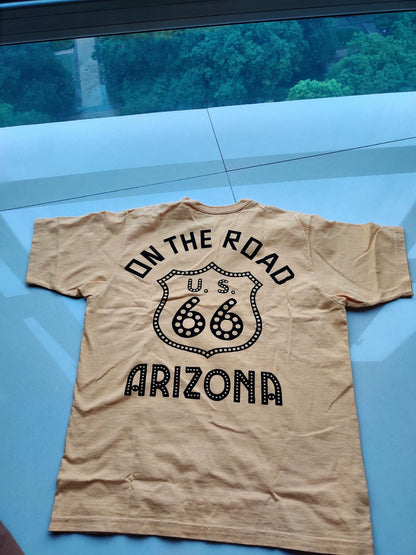 ON THE ROAD
U. S.
66
ARIZONA